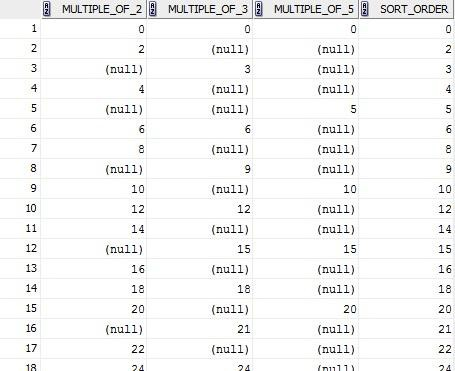 MULTIPLE_OF_2 MULTIPLE_OF_3 MULTIPLE_OF_5 SORT_ORDER
1 0 0 0 0
2 2 (null) (null) 2
3 (null) 3 (null) 3
4 4 (null) (null) 4
5 (null) (null) 5 5
6 6 6 (null) 6
7 8 (null) (null) 8
8 (null) 9 (null) 9
9 10 (null) 10 10
10 12 12 (null) 12
11 14 (null) (null) 14
12 (null) 15 15 15
13 16 (null) (null) 16
14 18 18 (null) 18
15 20 (null) 20 20
16 (null) 21 (null) 21
17 22 (null) (null) 22
18 24 24 (null) 24